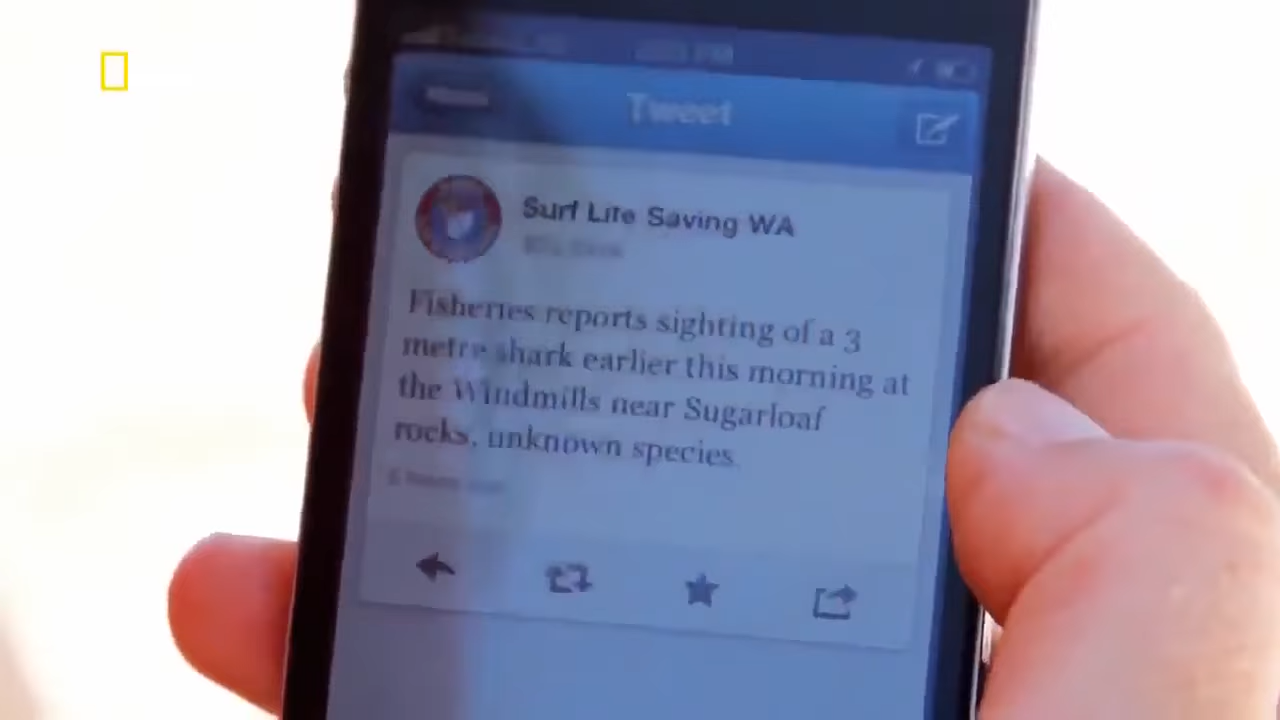 Tweet
Surf Life Saving WA
Fisheries reports sighting of a 3
metre shark earlier this morning at
the Windmills near Sugarloaf
rocks, unknown species.